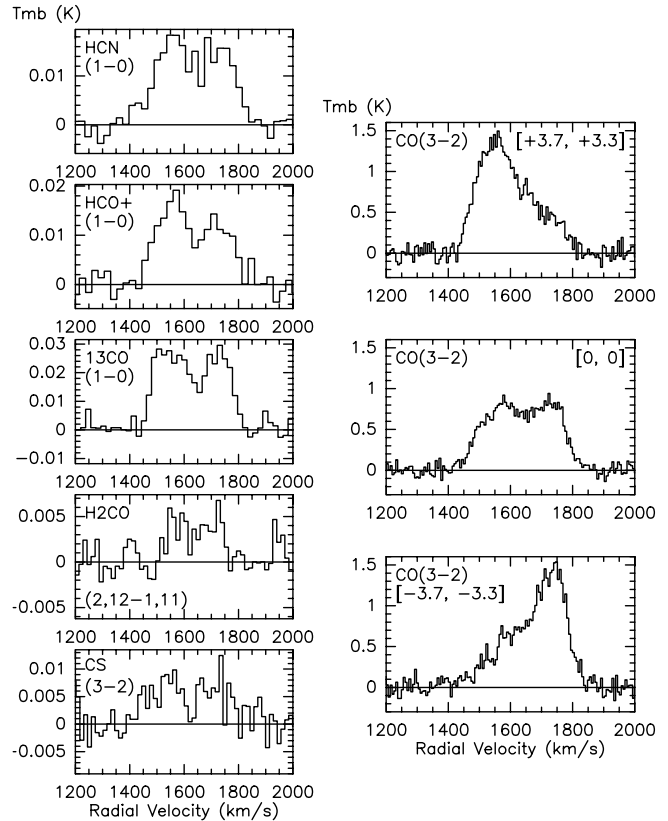 Tmb (K)
HCN
(1−0)
0.01
0
1200 1400 1600 1800 2000
0.02
HCO+
(1−0)
0.01
0
1200 1400 1600 1800 2000
0.03
13CO
(1−0)
0.02
0.01
0
−0.01
1200 1400 1600 1800 2000
H2CO
0.005
0
-0.005
(2,12−1,11)
1200 1400 1600 1800 2000
CS
(3−2)
0.01
0.005
0
-0.005
1200 1400 1600 1800 2000
Radial Velocity (km/s)
Tmb (K)
1.5
CO(3−2) [+3.7, +3.3]
1
0.5
0
1200 1400 1600 1800 2000
1.5
CO(3−2) [0, 0]
1
0.5
0
1200 1400 1600 1800 2000
1.5
CO(3−2)
[−3.7, −3.3]
1
0.5
0
1200 1400 1600 1800 2000
Radial Velocity (km/s)